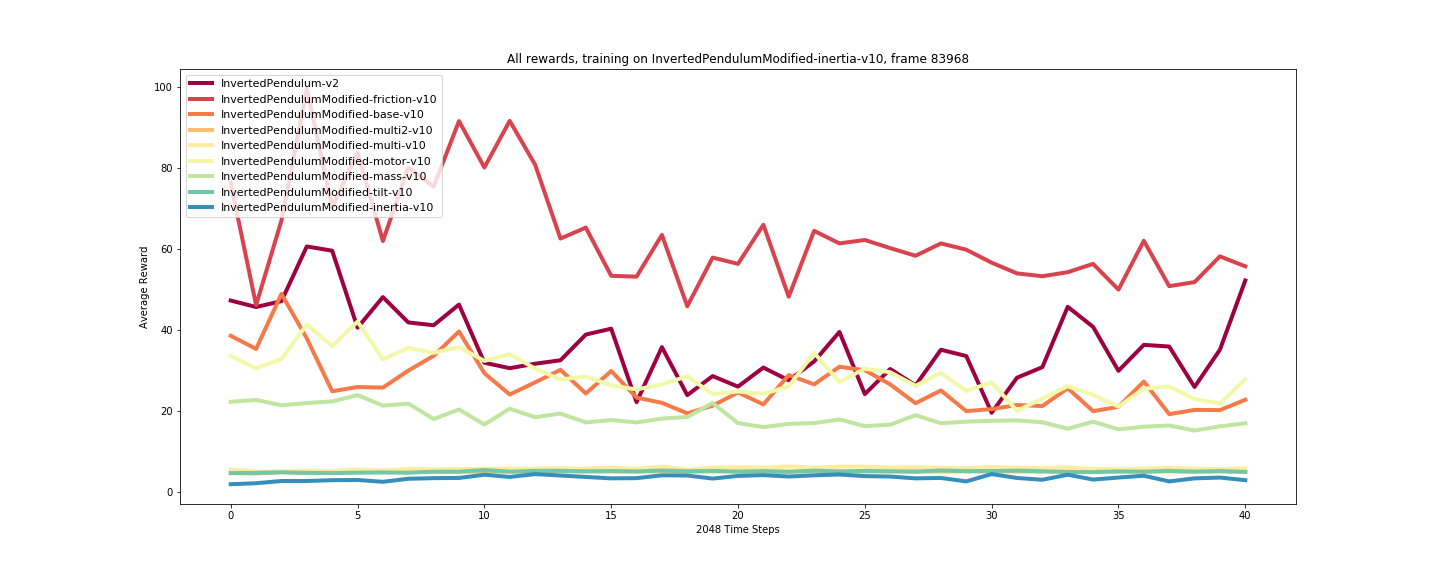 All rewards, training on InvertedPendulumModified-inertia-v10, frame 83968
InvertedPendulum-v2
InvertedPendulumModified-friction-v10
InvertedPendulumModified-base-v10
InvertedPendulumModified-multi2-v10
InvertedPendulumModified-multi-v10
InvertedPendulumModified-motor-v10
InvertedPendulumModified-mass-v10
InvertedPendulumModified-tilt-v10
InvertedPendulumModified-inertia-v10
100
80
60
40
20
0
Average Reward
0 5 10 15 20 25 30 35 40
2048 Time Steps